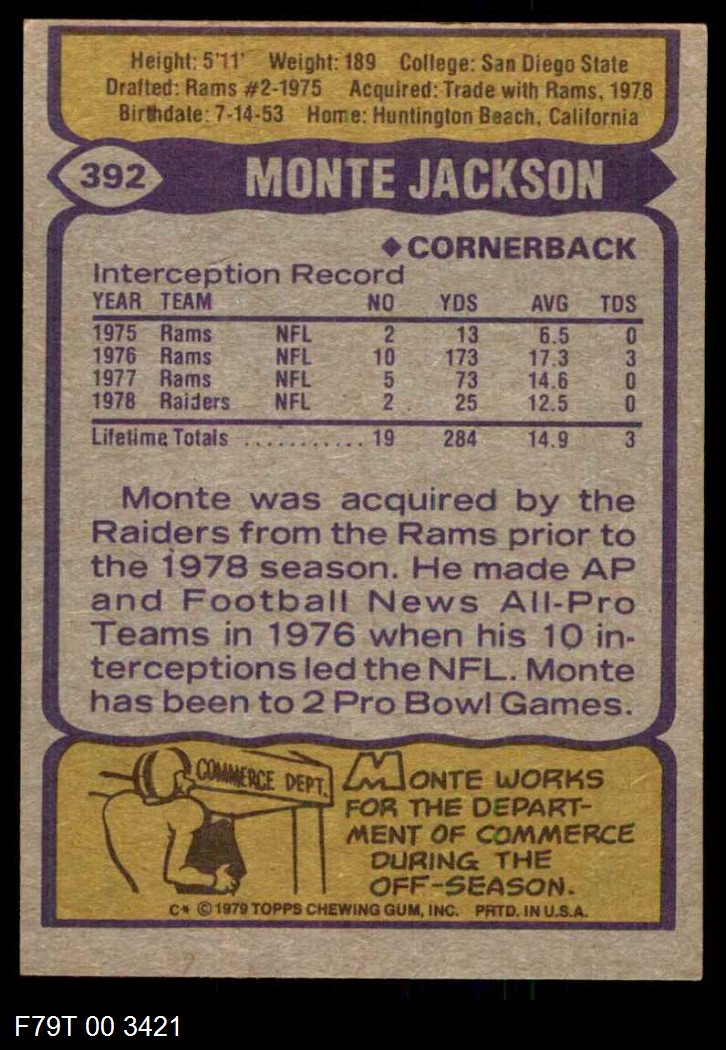 Height: 5'11' Weight: 189 College: San Diego State
Drafted: Rams #2-1975 Acquired: Trade with Rams, 1978
Birthdate: 7-14-53 Home: Huntington Beach, California
392 MONTE JACKSON
◆ CORNERBACK
Interception Record
YEAR TEAM NO YDS AVG TDS
1975 Rams NFL 2 13 6.5 0
1976 Rams NFL 10 173 17.3 3
1977 Rams NFL 5 73 14.6 0
1978 Raiders NFL 2 25 12.5 0
Lifetime Totals ........... 19 284 14.9 3
Monte was acquired by the
Raiders from the Rams prior to
the 1978 season. He made AP
and Football News All-Pro
Teams in 1976 when his 10 in-
terceptions led the NFL. Monte
has been to 2 Pro Bowl Games.
COMMERCE DEPT.
MONTE WORKS
FOR THE DEPART-
MENT OF COMMERCE
DURING THE
OFF-SEASON.
C* © 1979 TOPPS CHEWING GUM, INC. PRTD. IN U.S.A.
F79T 00 3421